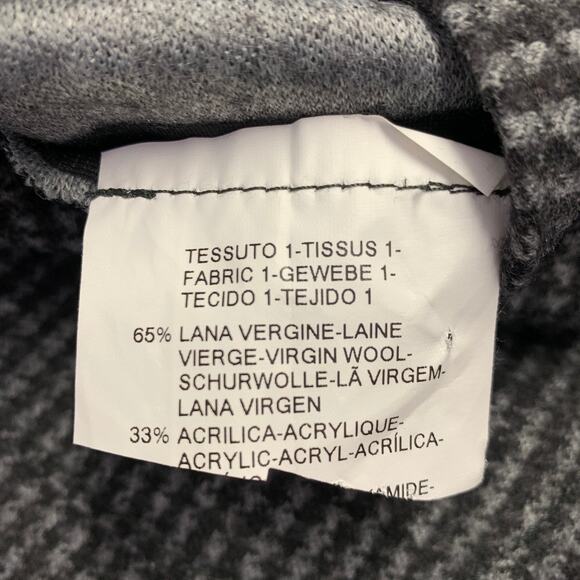 TESSUTO 1-TISSUS 1-
FABRIC 1-GEWEBE 1-
TECIDO 1-TEJIDO 1
65% LANA VERGINE-LAINE
VIERGE-VIRGIN WOOL-
SCHURWOLLE-LÃ VIRGEM-
LANA VIRGEN
33% ACRILICA-ACRYLIQUE-
ACRYLIC-ACRYL-ACRÍLICA-